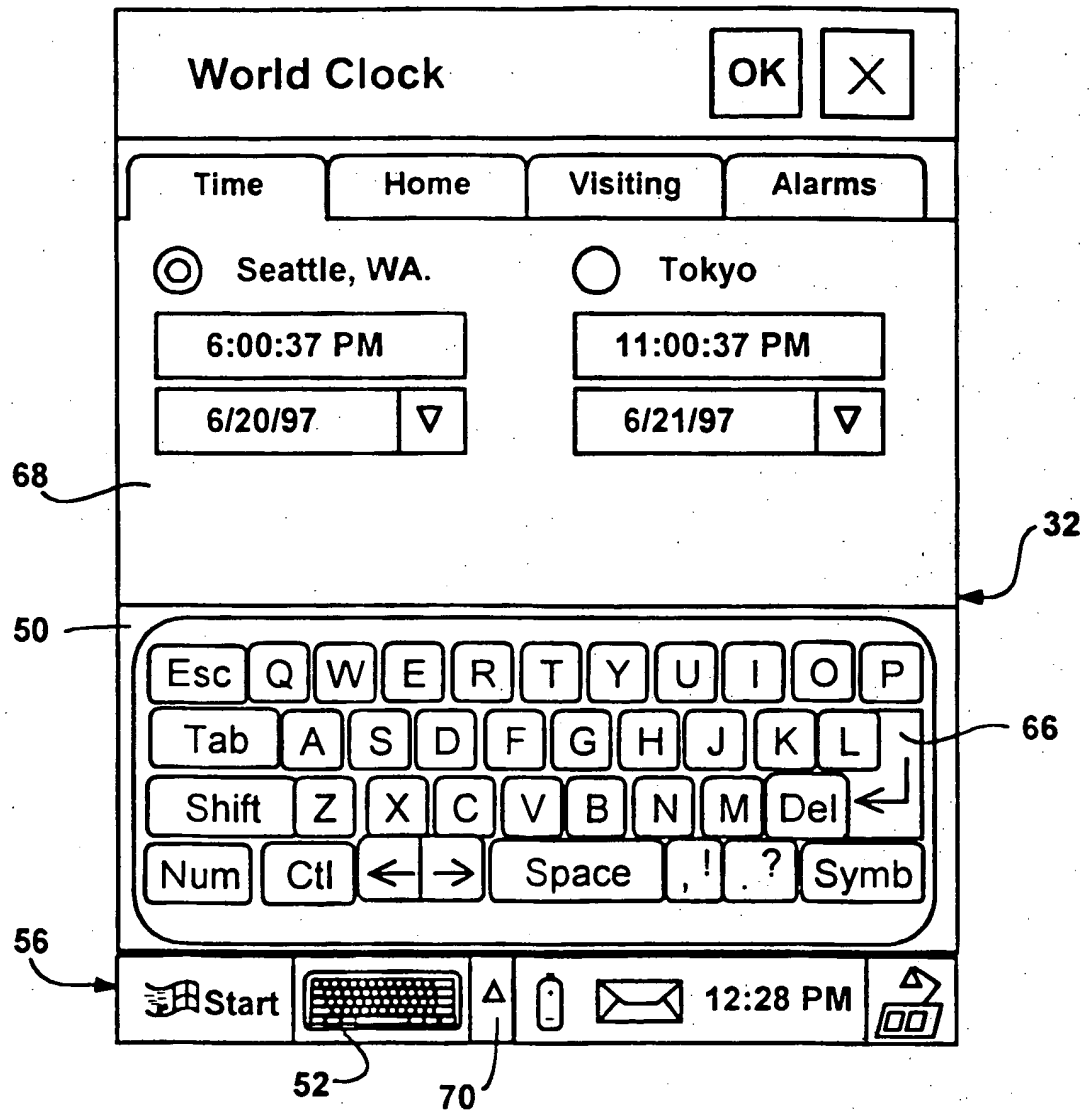 World Clock OK X
Time Home Visiting Alarms
Seattle, WA. Tokyo
6:00:37 PM 11:00:37 PM
6/20/97 6/21/97
68
32
50
Esc Q W E R T Y U I O P
Tab A S D F G H J K L
66
Shift Z X C V B N M Del
Num Ctl ← → Space , ! . ? Symb
56
Start 12:28 PM
52
70